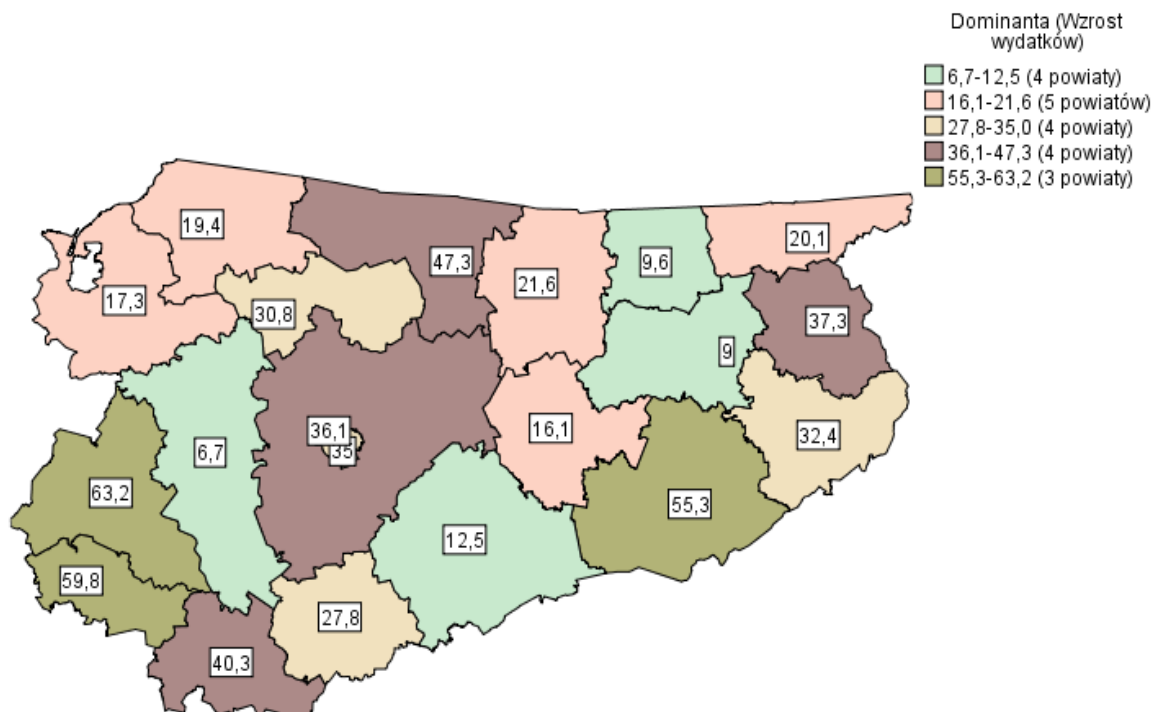 Dominanta (Wzrost
wydatków)
6,7-12,5 (4 powiaty)
16,1-21,6 (5 powiatów)
27,8-35,0 (4 powiaty)
36,1-47,3 (4 powiaty)
55,3-63,2 (3 powiaty)
19,4
20,1
47,3
9,6
21,6
17,3
30,8
37,3
9
36,1
16,1
32,4
35
6,7
63,2
55,3
12,5
59,8
27,8
40,3